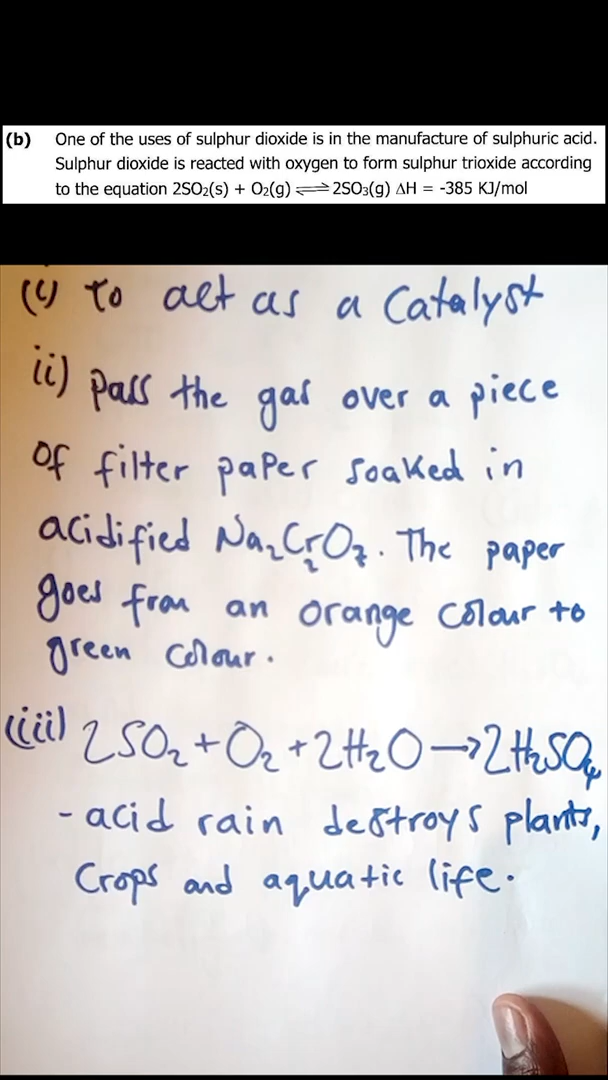 (b) One of the uses of sulphur dioxide is in the manufacture of sulphuric acid.
Sulphur dioxide is reacted with oxygen to form sulphur trioxide according
to the equation 2SO₂(s) + O₂(g) ⇌ 2SO₃(g) ΔH = -385 KJ/mol
(i) To act as a Catalyst
ii) Pass the gas over a piece
of filter paper soaked in
acidified Na₂Cr₂O₇. The paper
goes from an orange colour to
green colour.
(iii) 2SO₂ + O₂ + 2H₂O → 2H₂SO₄
- acid rain destroys plants,
Crops and aquatic life.